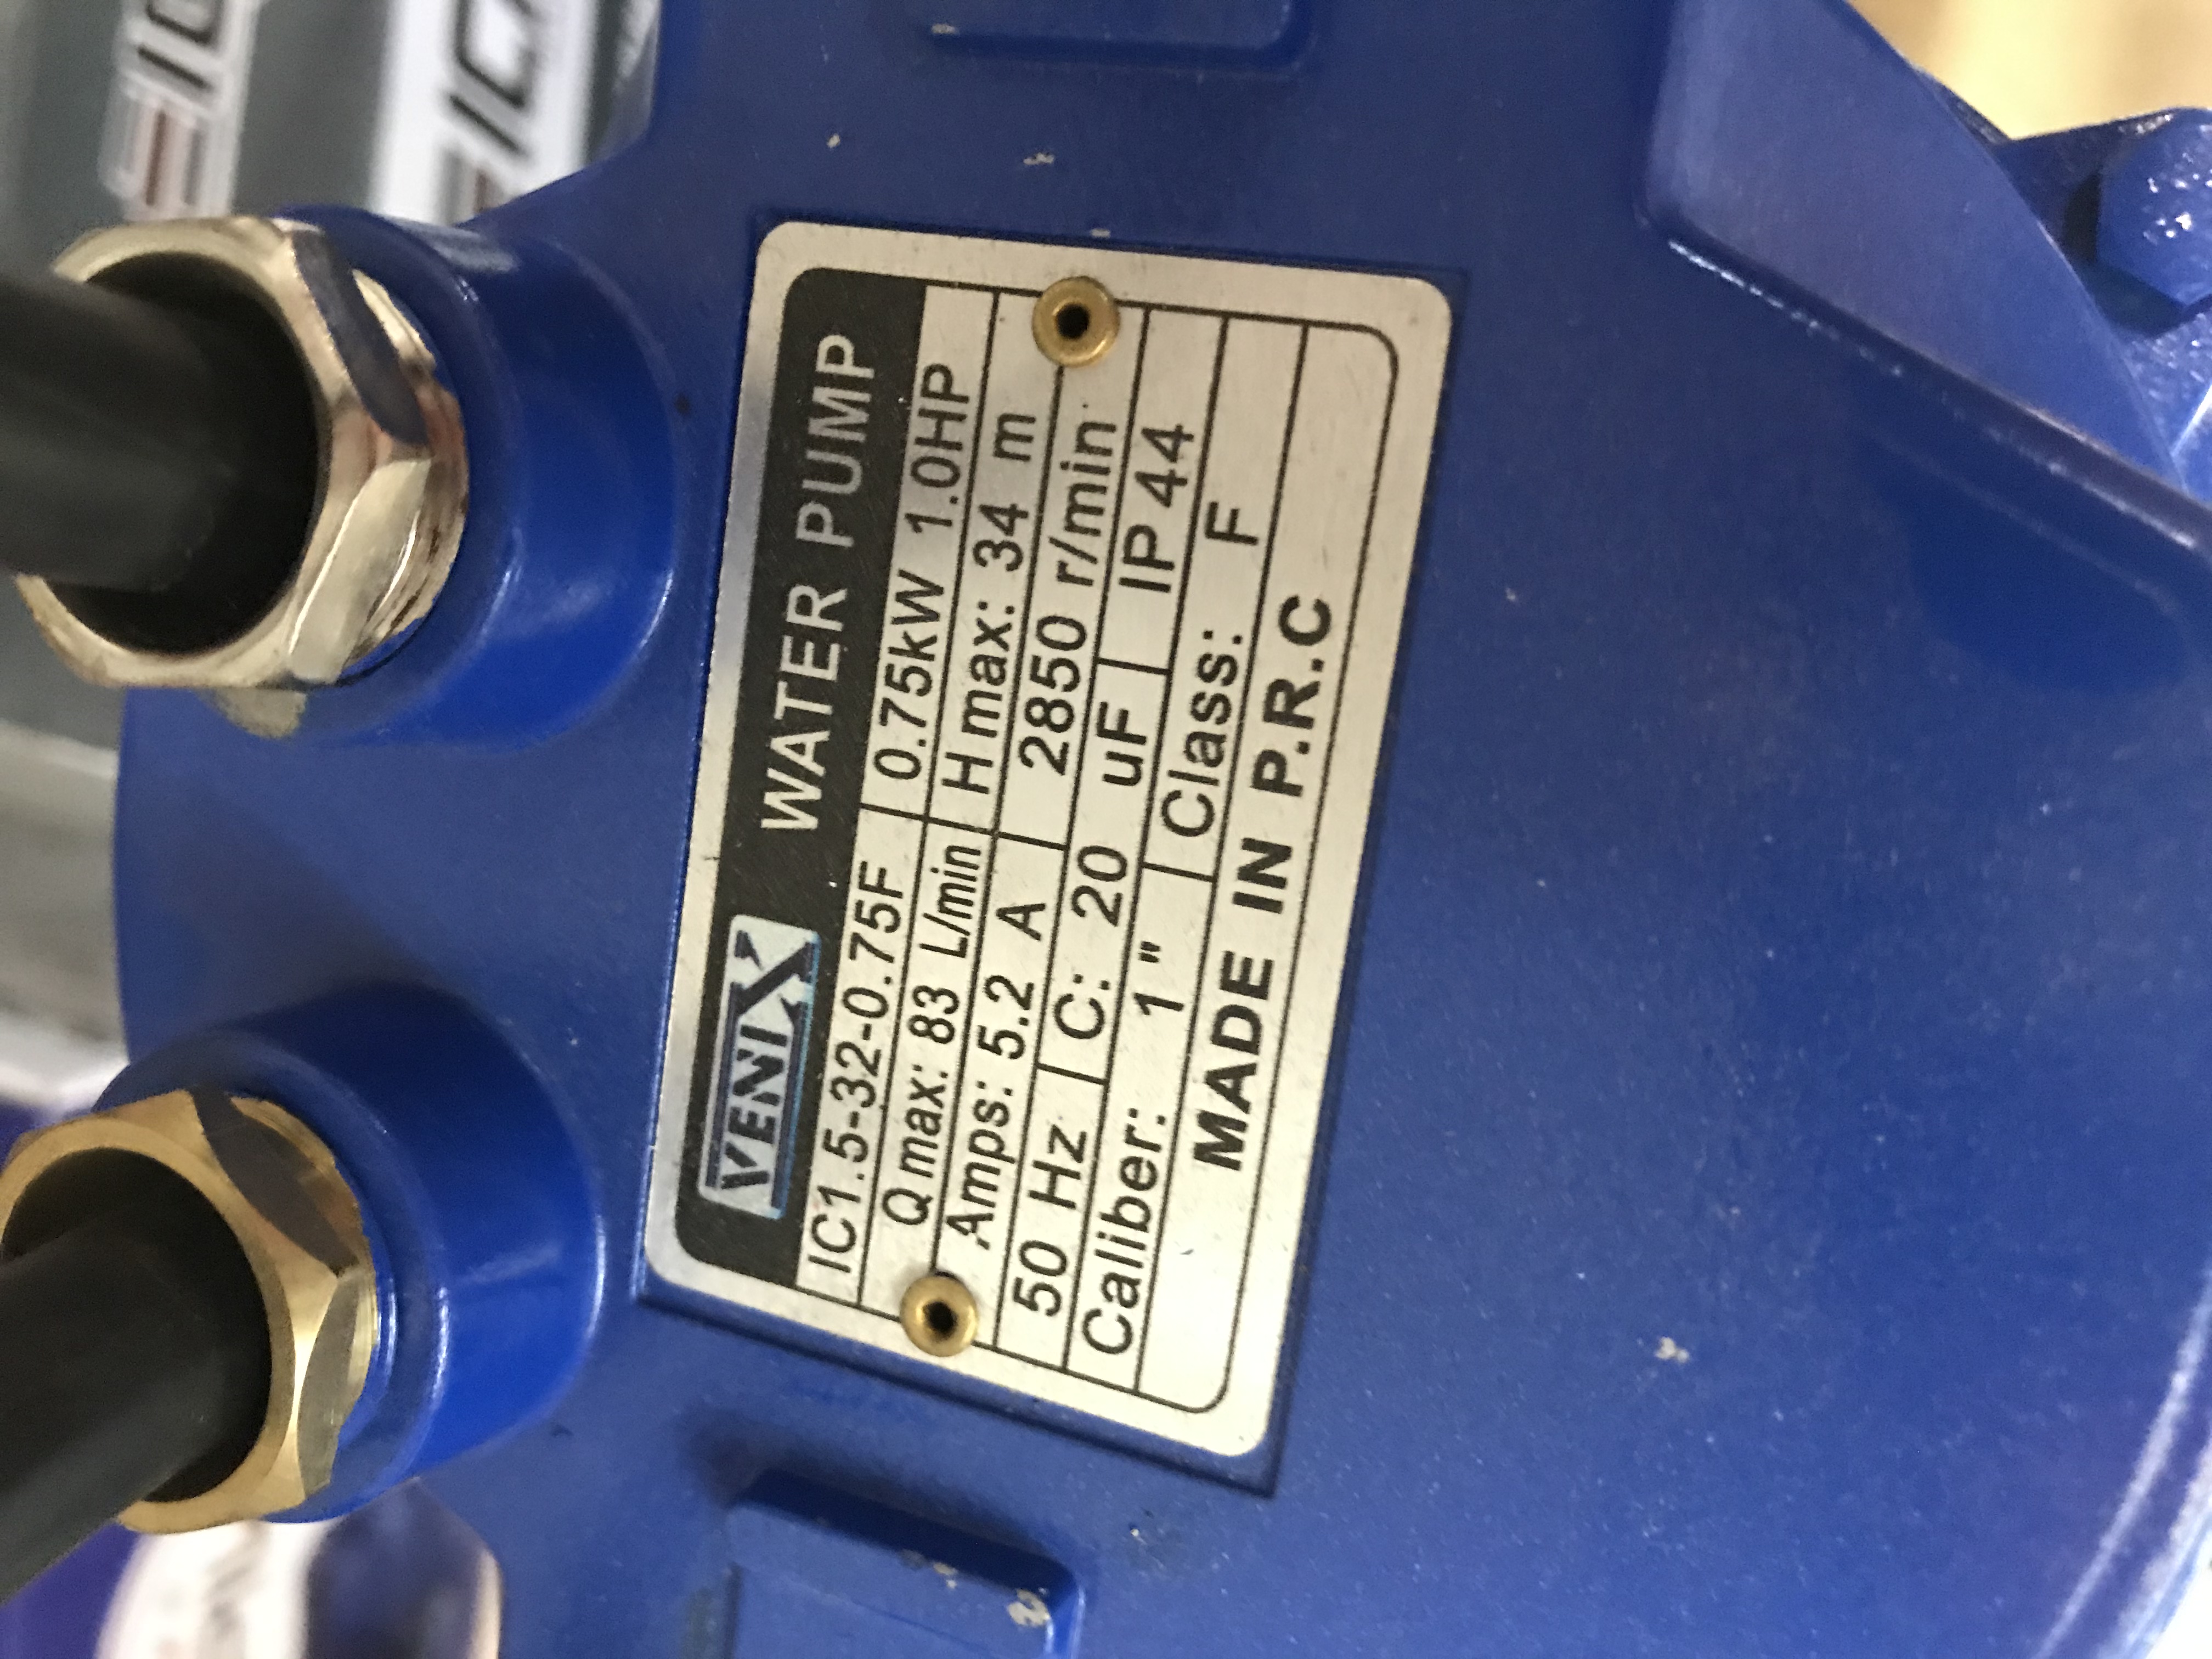 VENIX WATER PUMP
IC1.5-32-0.75F 0.75kW 1.0HP
Q max: 83 L/min H max: 34 m
Amps: 5.2 A 2850 r/min
50 Hz C: 20 uF IP 44
Caliber: 1" Class: F
MADE IN P.R.C